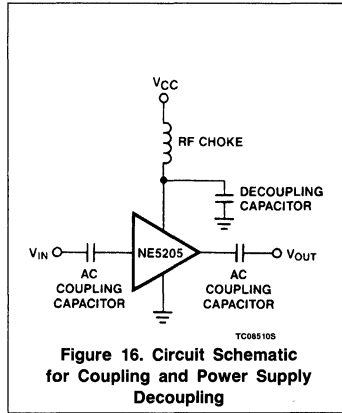 VCC
RF CHOKE
DECOUPLING
CAPACITOR
VIN
NE5205
VOUT
AC
COUPLING
CAPACITOR
AC
COUPLING
CAPACITOR
TC08510S
Figure 16. Circuit Schematic
for Coupling and Power Supply
Decoupling